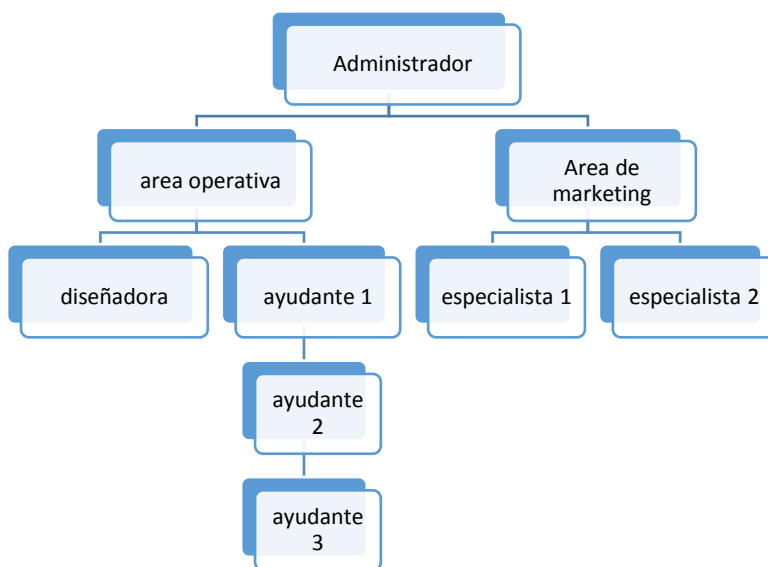 Administrador
area operativa
Area de
marketing
diseñadora
ayudante 1
especialista 1
especialista 2
ayudante
2
ayudante
3